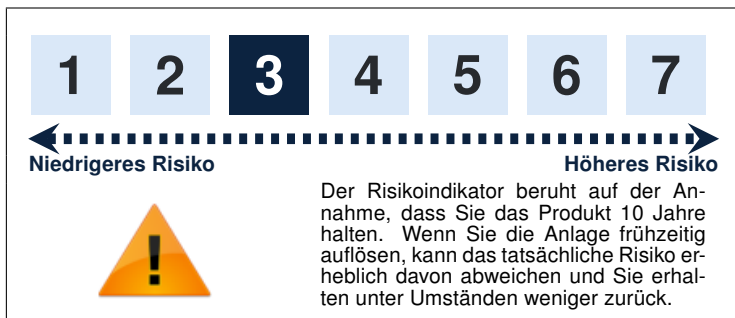 1 2 3 4 5 6 7
Niedrigeres Risiko Höheres Risiko
Der Risikoindikator beruht auf der An-
nahme, dass Sie das Produkt 10 Jahre
halten. Wenn Sie die Anlage frühzeitig
auflösen, kann das tatsächliche Risiko er-
heblich davon abweichen und Sie erhal-
ten unter Umständen weniger zurück.